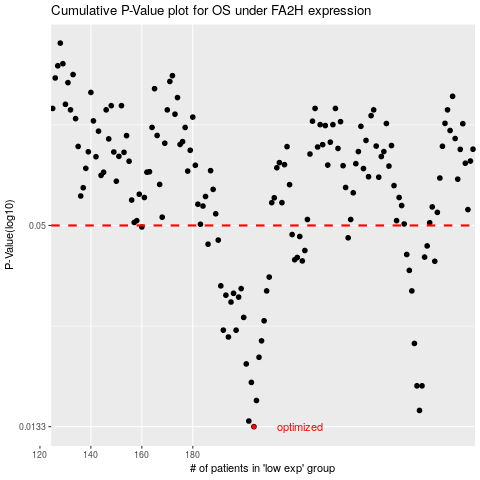 Cumulative P-Value plot for OS under FA2H expression
P-Value(log10)
0.05
0.0133
optimized
120 140 160 180
# of patients in 'low exp' group